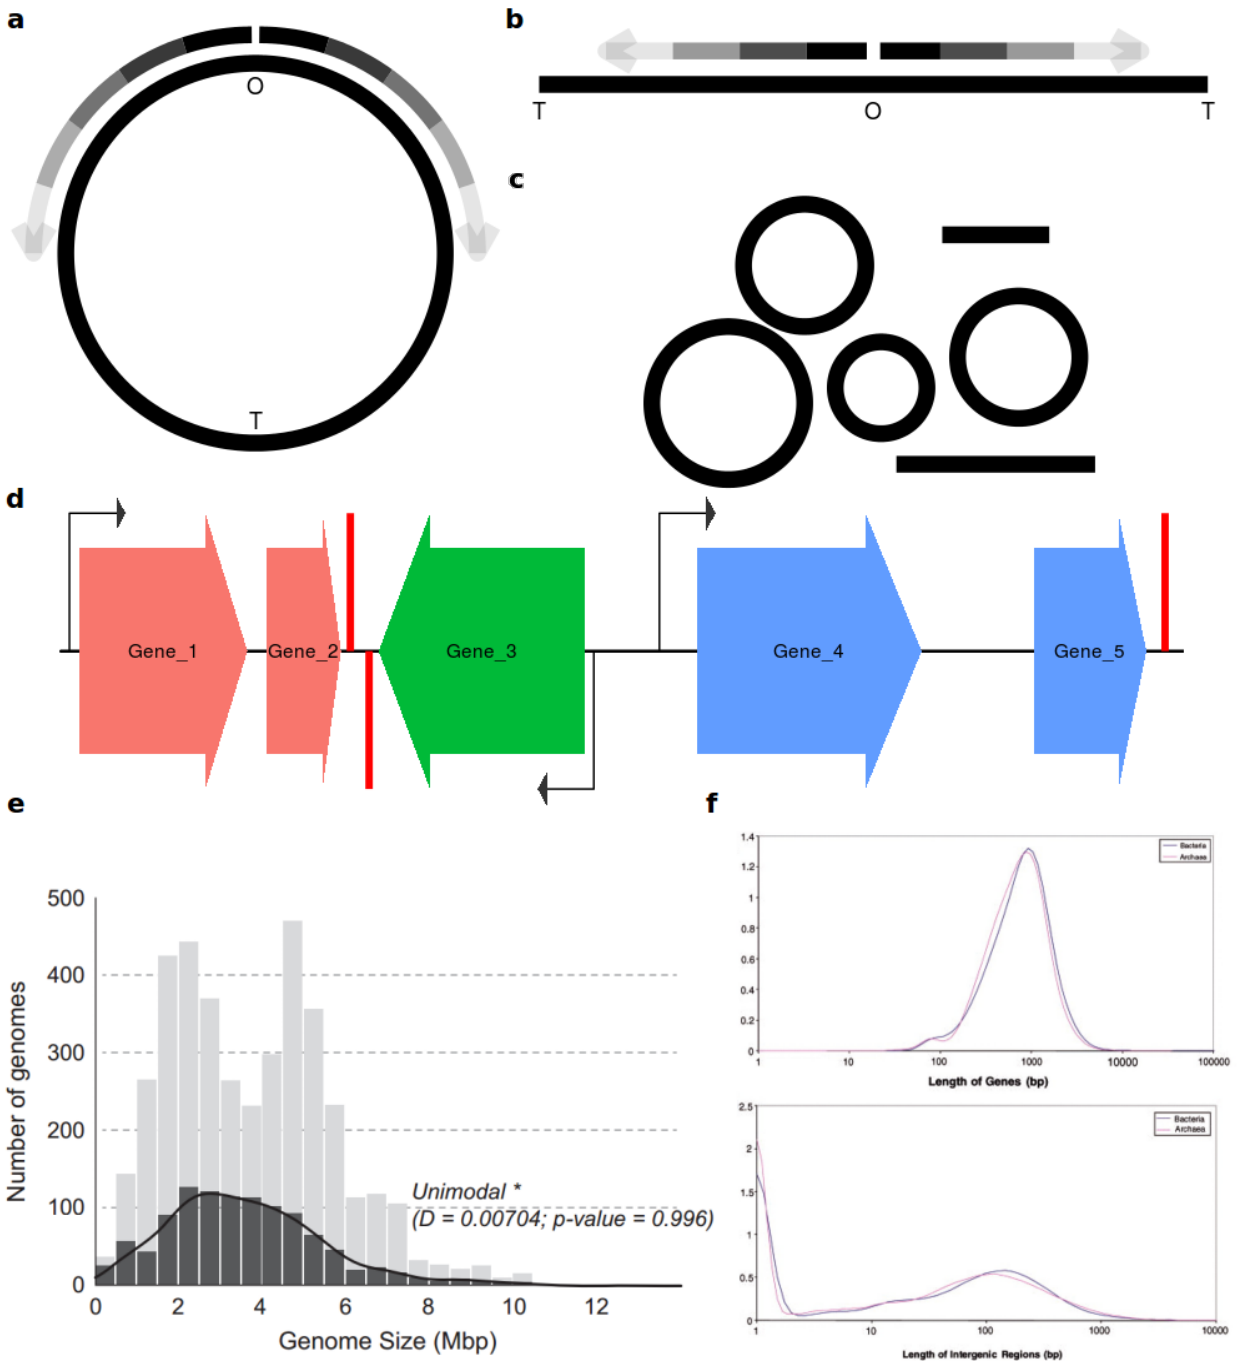 a
O
T
b
T
O
T
c
d
Gene_1
Gene_2
Gene_3
Gene_4
Gene_5
e
500
400
300
200
100
0
Number of genomes
Unimodal *
(D = 0.00704; p-value = 0.996)
0 2 4 6 8 10 12
Genome Size (Mbp)
f
1.4
1.2
1
0.8
0.6
0.4
0.2
0
Bacteria
Archaea
1 10 100 1000 10000 100000
Length of Genes (bp)
2.5
2
1.5
1
0.5
0
Bacteria
Archaea
1 10 100 1000 10000
Length of Intergenic Regions (bp)